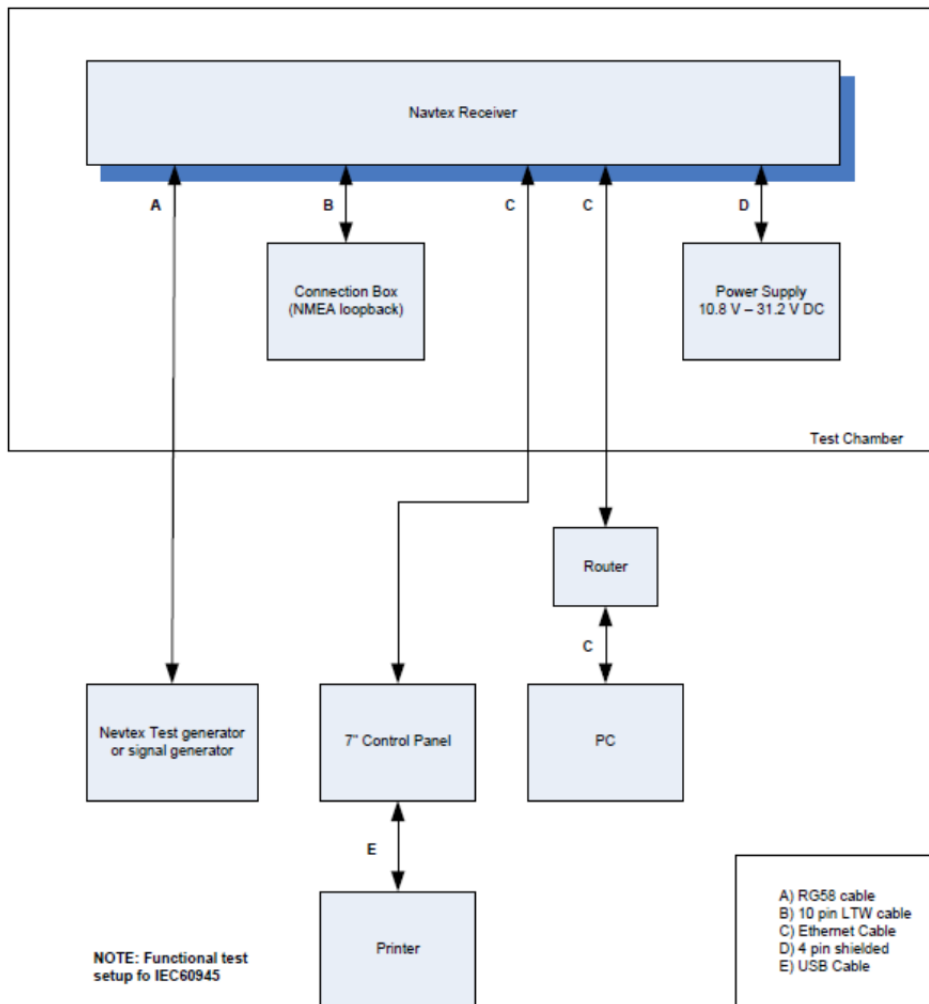 Navtex Receiver
A
B
C
C
D
Connection Box
(NMEA loopback)
Power Supply
10.8 V – 31.2 V DC
Test Chamber
Router
C
Nevtex Test generator
or signal generator
7" Control Panel
PC
E
Printer
NOTE: Functional test
setup fo IEC60945
A) RG58 cable
B) 10 pin LTW cable
C) Ethernet Cable
D) 4 pin shielded
E) USB Cable